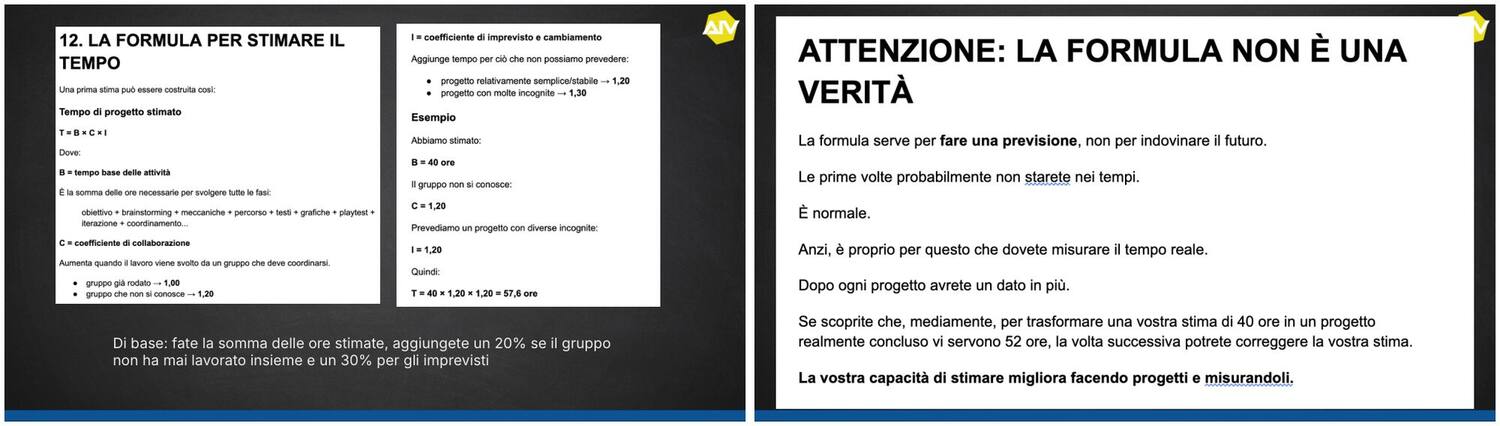 12. LA FORMULA PER STIMARE IL
TEMPO
Una prima stima può essere costruita così:
Tempo di progetto stimato
T = B × C × I
Dove:
B = tempo base delle attività
È la somma delle ore necessarie per svolgere tutte le fasi:
obiettivo + brainstorming + meccaniche + percorso + testi + grafiche + playtest +
iterazione + coordinamento...
C = coefficiente di collaborazione
Aumenta quando il lavoro viene svolto da un gruppo che deve coordinarsi.
● gruppo già rodato → 1,00
● gruppo che non si conosce → 1,20
I = coefficiente di imprevisto e cambiamento
Aggiunge tempo per ciò che non possiamo prevedere:
● progetto relativamente semplice/stabile → 1,20
● progetto con molte incognite → 1,30
Esempio
Abbiamo stimato:
B = 40 ore
Il gruppo non si conosce:
C = 1,20
Prevediamo un progetto con diverse incognite:
I = 1,20
Quindi:
T = 40 × 1,20 × 1,20 = 57,6 ore
AIV
Di base: fate la somma delle ore stimate, aggiungete un 20% se il gruppo
non ha mai lavorato insieme e un 30% per gli imprevisti
ATTENZIONE: LA FORMULA NON È UNA
VERITÀ
La formula serve per fare una previsione, non per indovinare il futuro.
Le prime volte probabilmente non starete nei tempi.
È normale.
Anzi, è proprio per questo che dovete misurare il tempo reale.
Dopo ogni progetto avrete un dato in più.
Se scoprite che, mediamente, per trasformare una vostra stima di 40 ore in un progetto
realmente concluso vi servono 52 ore, la volta successiva potrete correggere la vostra stima.
La vostra capacità di stimare migliora facendo progetti e misurandoli.